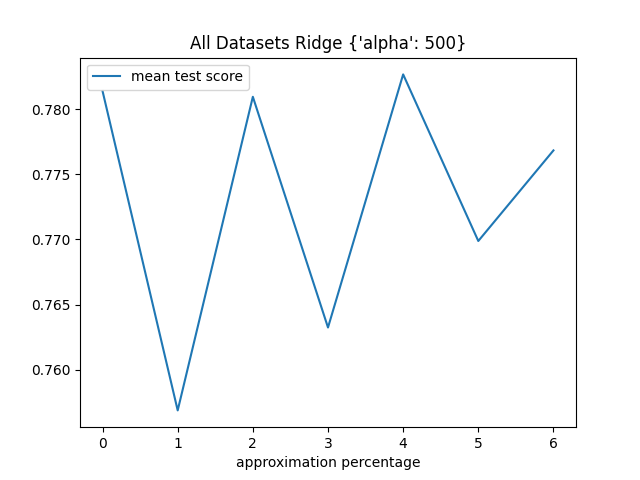 All Datasets Ridge {'alpha': 500}
mean test score
0.780
0.775
0.770
0.765
0.760
0 1 2 3 4 5 6
approximation percentage